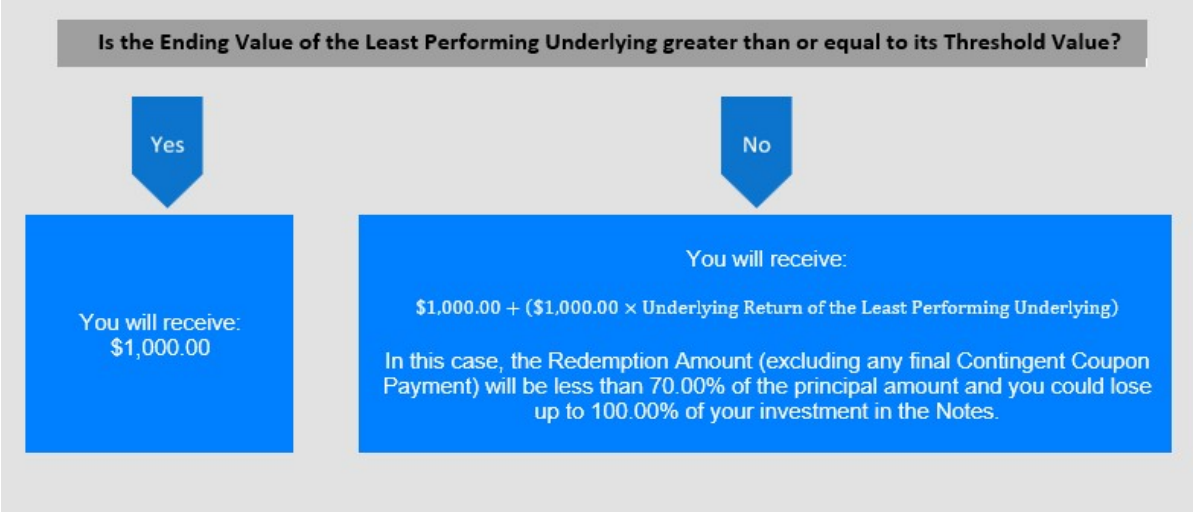 Is the Ending Value of the Least Performing Underlying greater than or equal to its Threshold Value?
Yes
No
You will receive:
$1,000.00
You will receive:
$1,000.00 + ($1,000.00 × Underlying Return of the Least Performing Underlying)
In this case, the Redemption Amount (excluding any final Contingent Coupon
Payment) will be less than 70.00% of the principal amount and you could lose
up to 100.00% of your investment in the Notes.